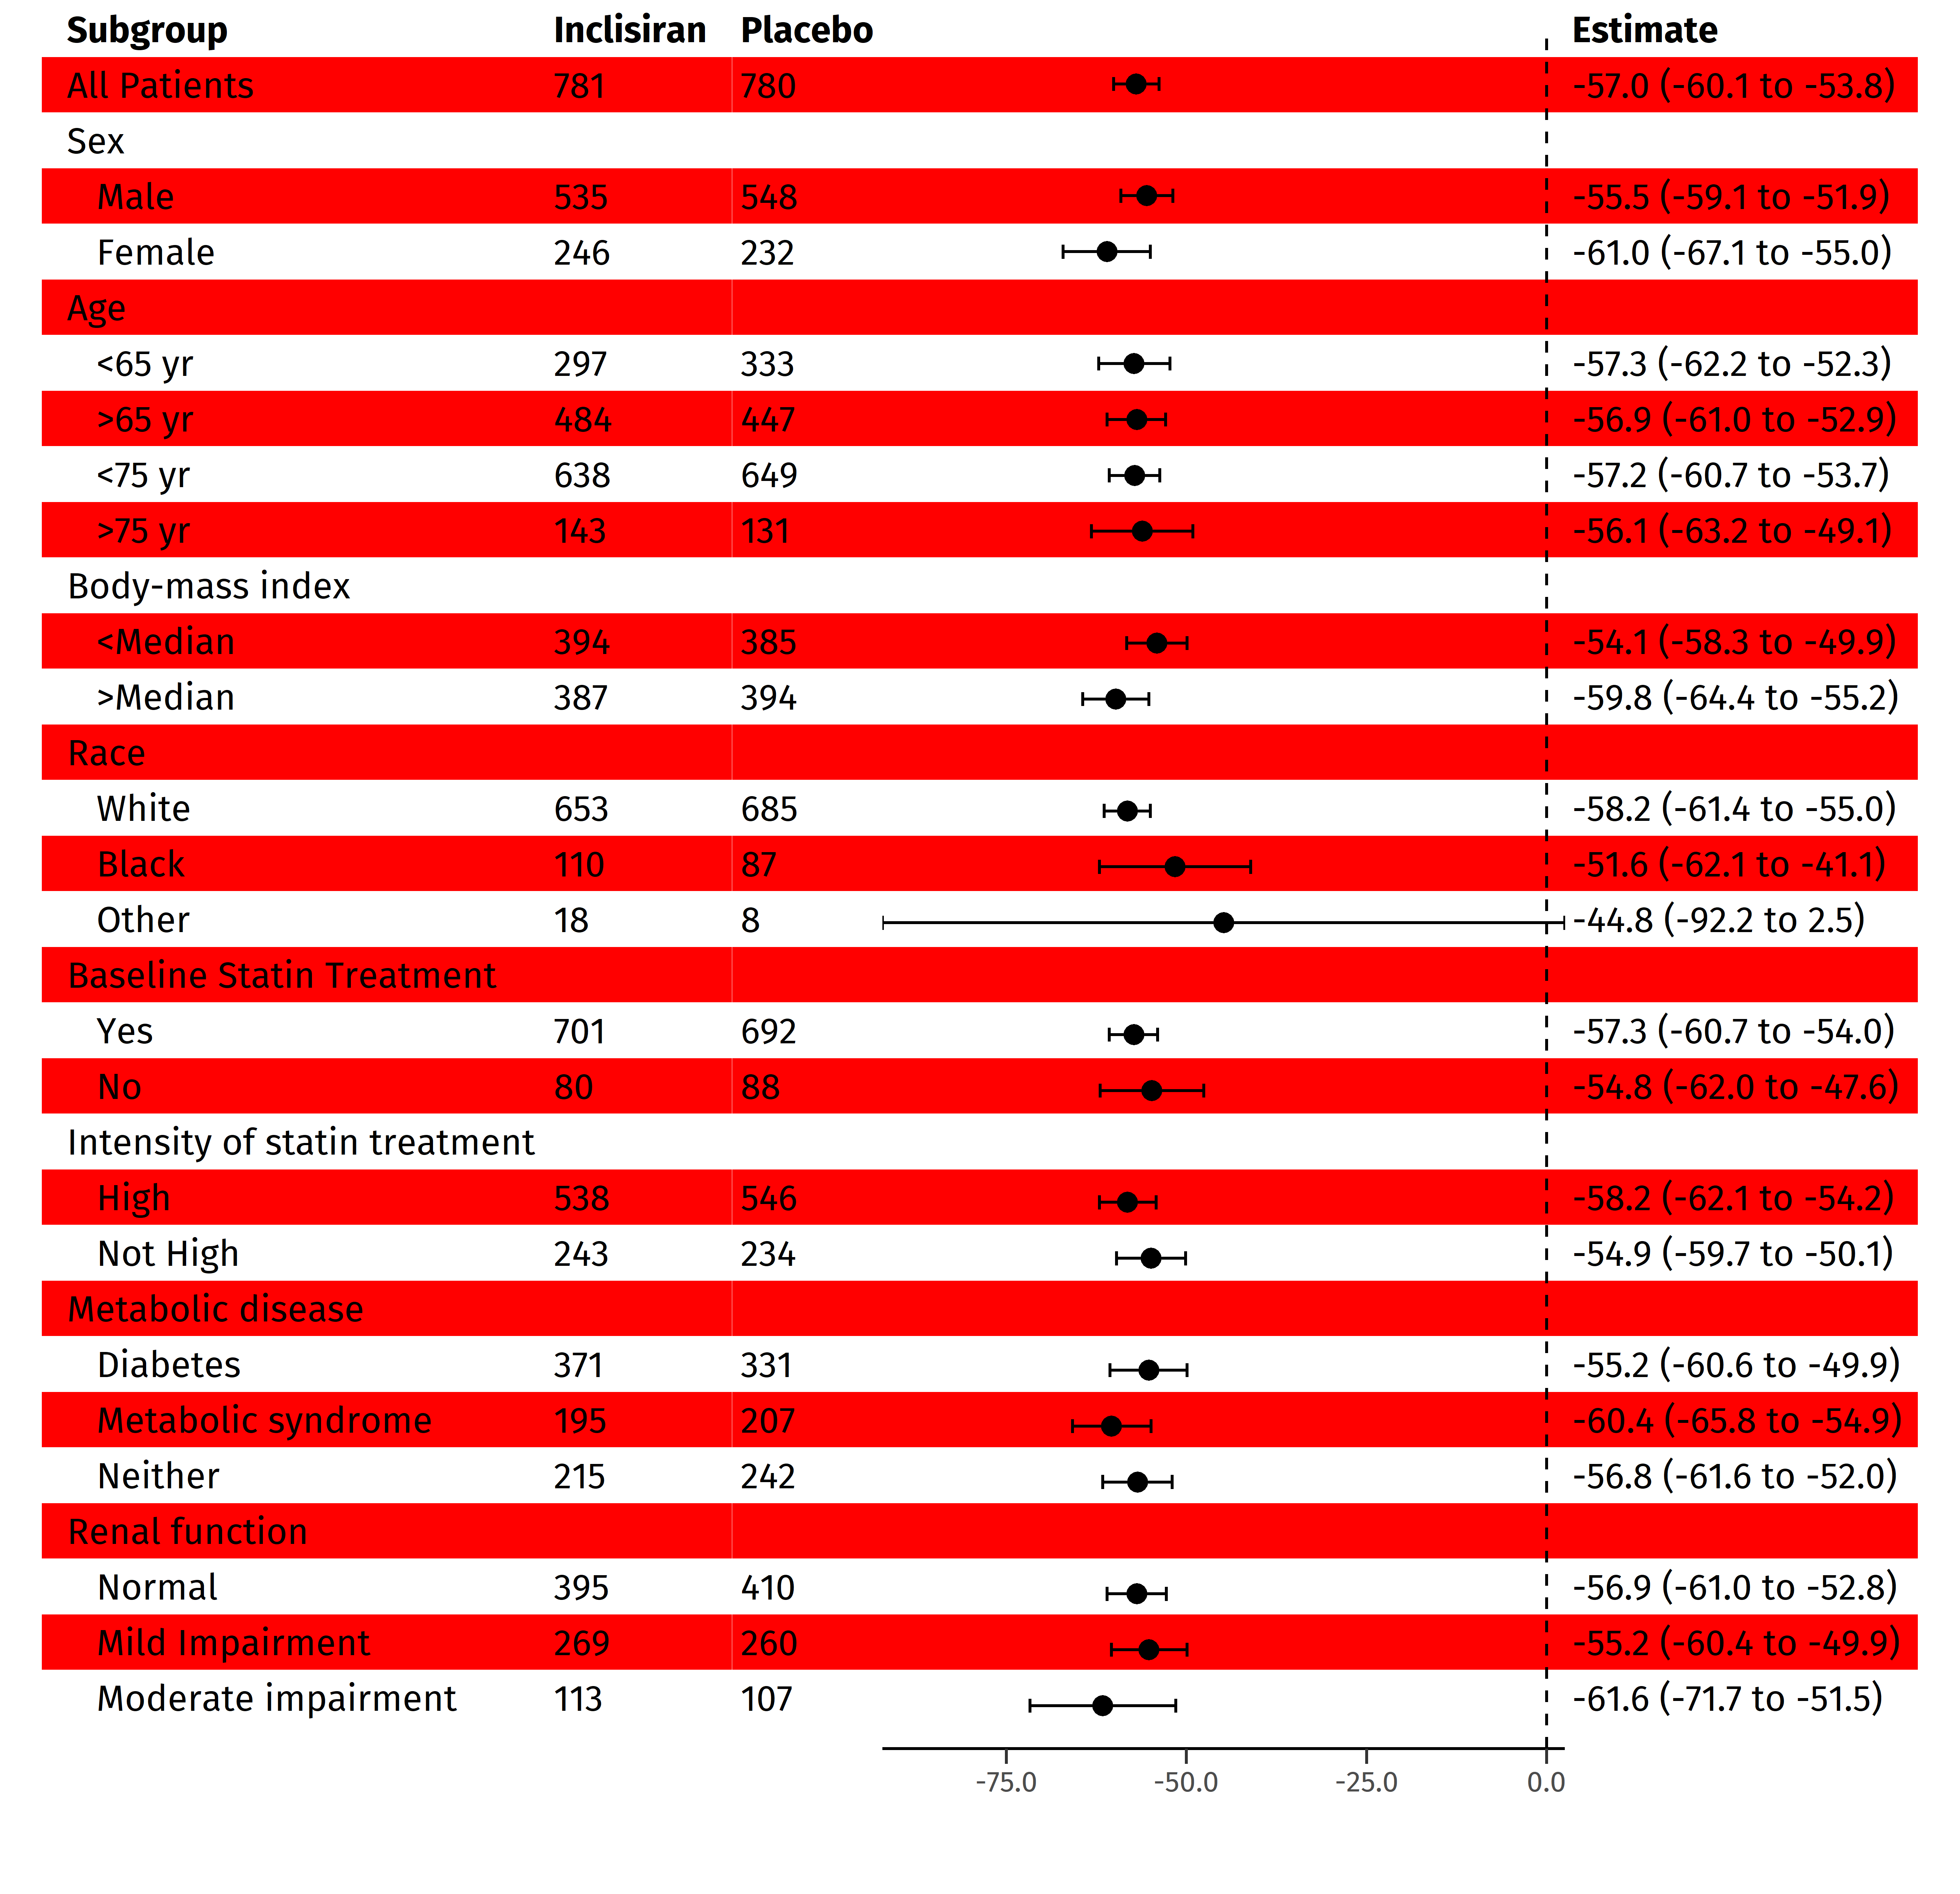 Subgroup Inclisiran Placebo Estimate
All Patients 781 780 -57.0 (-60.1 to -53.8)
Sex
Male 535 548 -55.5 (-59.1 to -51.9)
Female 246 232 -61.0 (-67.1 to -55.0)
Age
<65 yr 297 333 -57.3 (-62.2 to -52.3)
>65 yr 484 447 -56.9 (-61.0 to -52.9)
<75 yr 638 649 -57.2 (-60.7 to -53.7)
>75 yr 143 131 -56.1 (-63.2 to -49.1)
Body-mass index
<Median 394 385 -54.1 (-58.3 to -49.9)
>Median 387 394 -59.8 (-64.4 to -55.2)
Race
White 653 685 -58.2 (-61.4 to -55.0)
Black 110 87 -51.6 (-62.1 to -41.1)
Other 18 8 -44.8 (-92.2 to 2.5)
Baseline Statin Treatment
Yes 701 692 -57.3 (-60.7 to -54.0)
No 80 88 -54.8 (-62.0 to -47.6)
Intensity of statin treatment
High 538 546 -58.2 (-62.1 to -54.2)
Not High 243 234 -54.9 (-59.7 to -50.1)
Metabolic disease
Diabetes 371 331 -55.2 (-60.6 to -49.9)
Metabolic syndrome 195 207 -60.4 (-65.8 to -54.9)
Neither 215 242 -56.8 (-61.6 to -52.0)
Renal function
Normal 395 410 -56.9 (-61.0 to -52.8)
Mild Impairment 269 260 -55.2 (-60.4 to -49.9)
Moderate impairment 113 107 -61.6 (-71.7 to -51.5)
-75.0 -50.0 -25.0 0.0